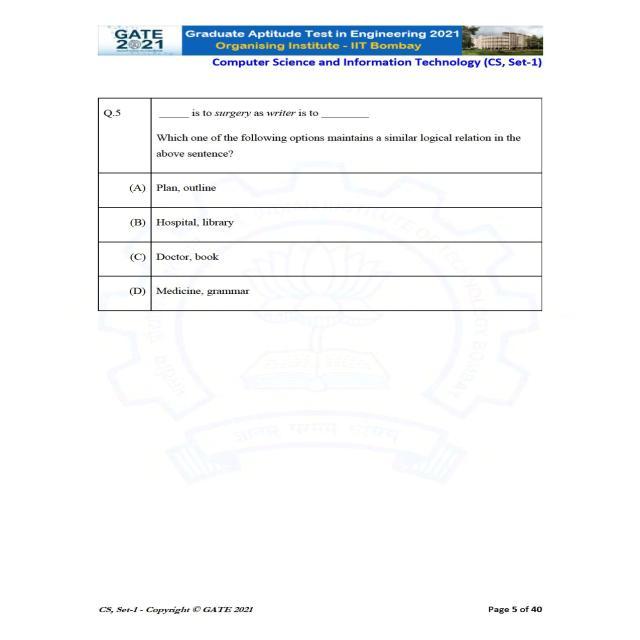 GATE
2021
Graduate Aptitude Test in Engineering 2021
Organising Institute - IIT Bombay
Computer Science and Information Technology (CS, Set-1)
Q.5 _____ is to surgery as writer is to ________
Which one of the following options maintains a similar logical relation in the
above sentence?
(A) Plan, outline
(B) Hospital, library
(C) Doctor, book
(D) Medicine, grammar
CS, Set-1 - Copyright © GATE 2021
Page 5 of 40